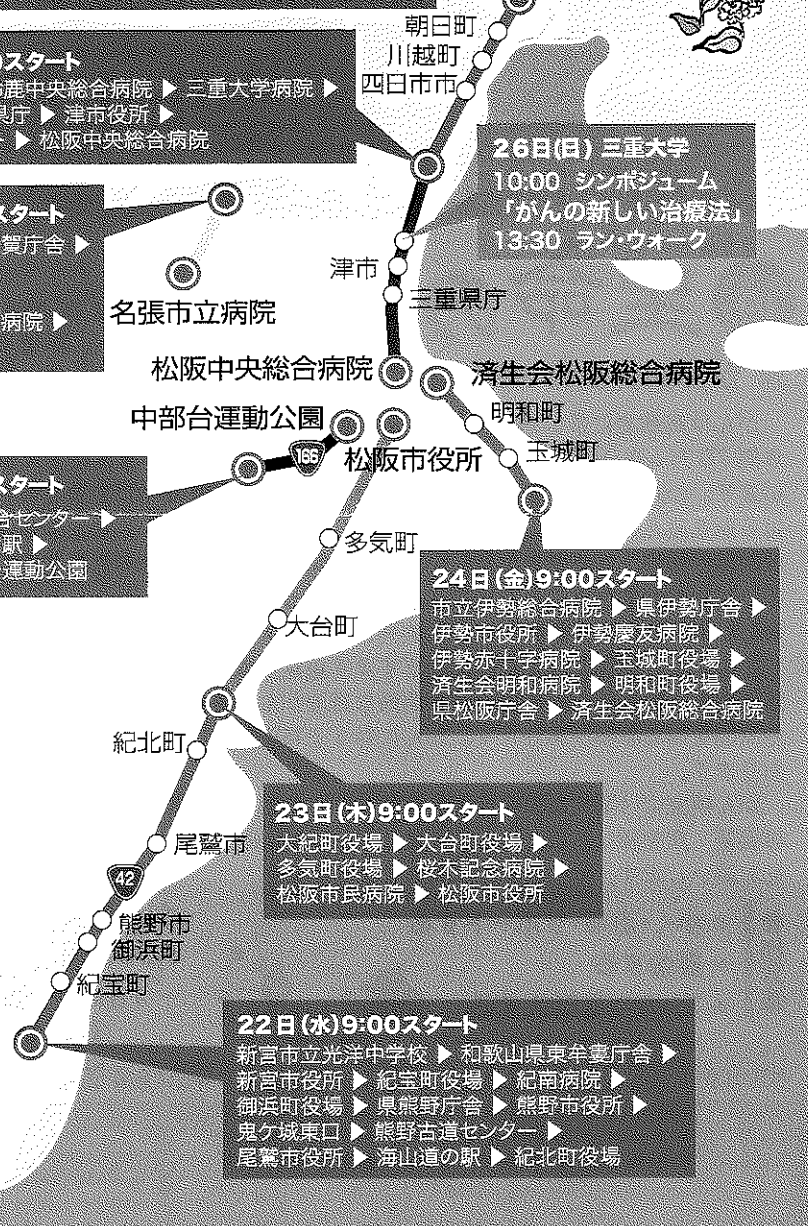 朝日町
川越町
四日市市
スタート
鹿中央総合病院 ▶ 三重大学病院 ▶
県庁 ▶ 津市役所 ▶
▶ 松阪中央総合病院
26日(日) 三重大学
10:00 シンポジューム
「がんの新しい治療法」
13:30 ラン・ウォーク
スタート
賀庁舎 ▶
病院 ▶
名張市立病院
津市
三重県庁
松阪中央総合病院
済生会松阪総合病院
中部台運動公園
明和町
166
松阪市役所
玉城町
スタート
合センター ▶
駅 ▶
運動公園
多気町
24日(金)9:00スタート
市立伊勢総合病院 ▶ 県伊勢庁舎 ▶
伊勢市役所 ▶ 伊勢慶友病院 ▶
伊勢赤十字病院 ▶ 玉城町役場 ▶
済生会明和病院 ▶ 明和町役場 ▶
県松阪庁舎 ▶ 済生会松阪総合病院
大台町
紀北町
23日(木)9:00スタート
大紀町役場 ▶ 大台町役場 ▶
多気町役場 ▶ 桜木記念病院 ▶
松阪市民病院 ▶ 松阪市役所
尾鷲市
42
熊野市
御浜町
紀宝町
22日(水)9:00スタート
新宮市立光洋中学校 ▶ 和歌山県東牟婁庁舎 ▶
新宮市役所 ▶ 紀宝町役場 ▶ 紀南病院 ▶
御浜町役場 ▶ 県熊野庁舎 ▶ 熊野市役所 ▶
鬼ケ城東口 ▶ 熊野古道センター ▶
尾鷲市役所 ▶ 海山道の駅 ▶ 紀北町役場